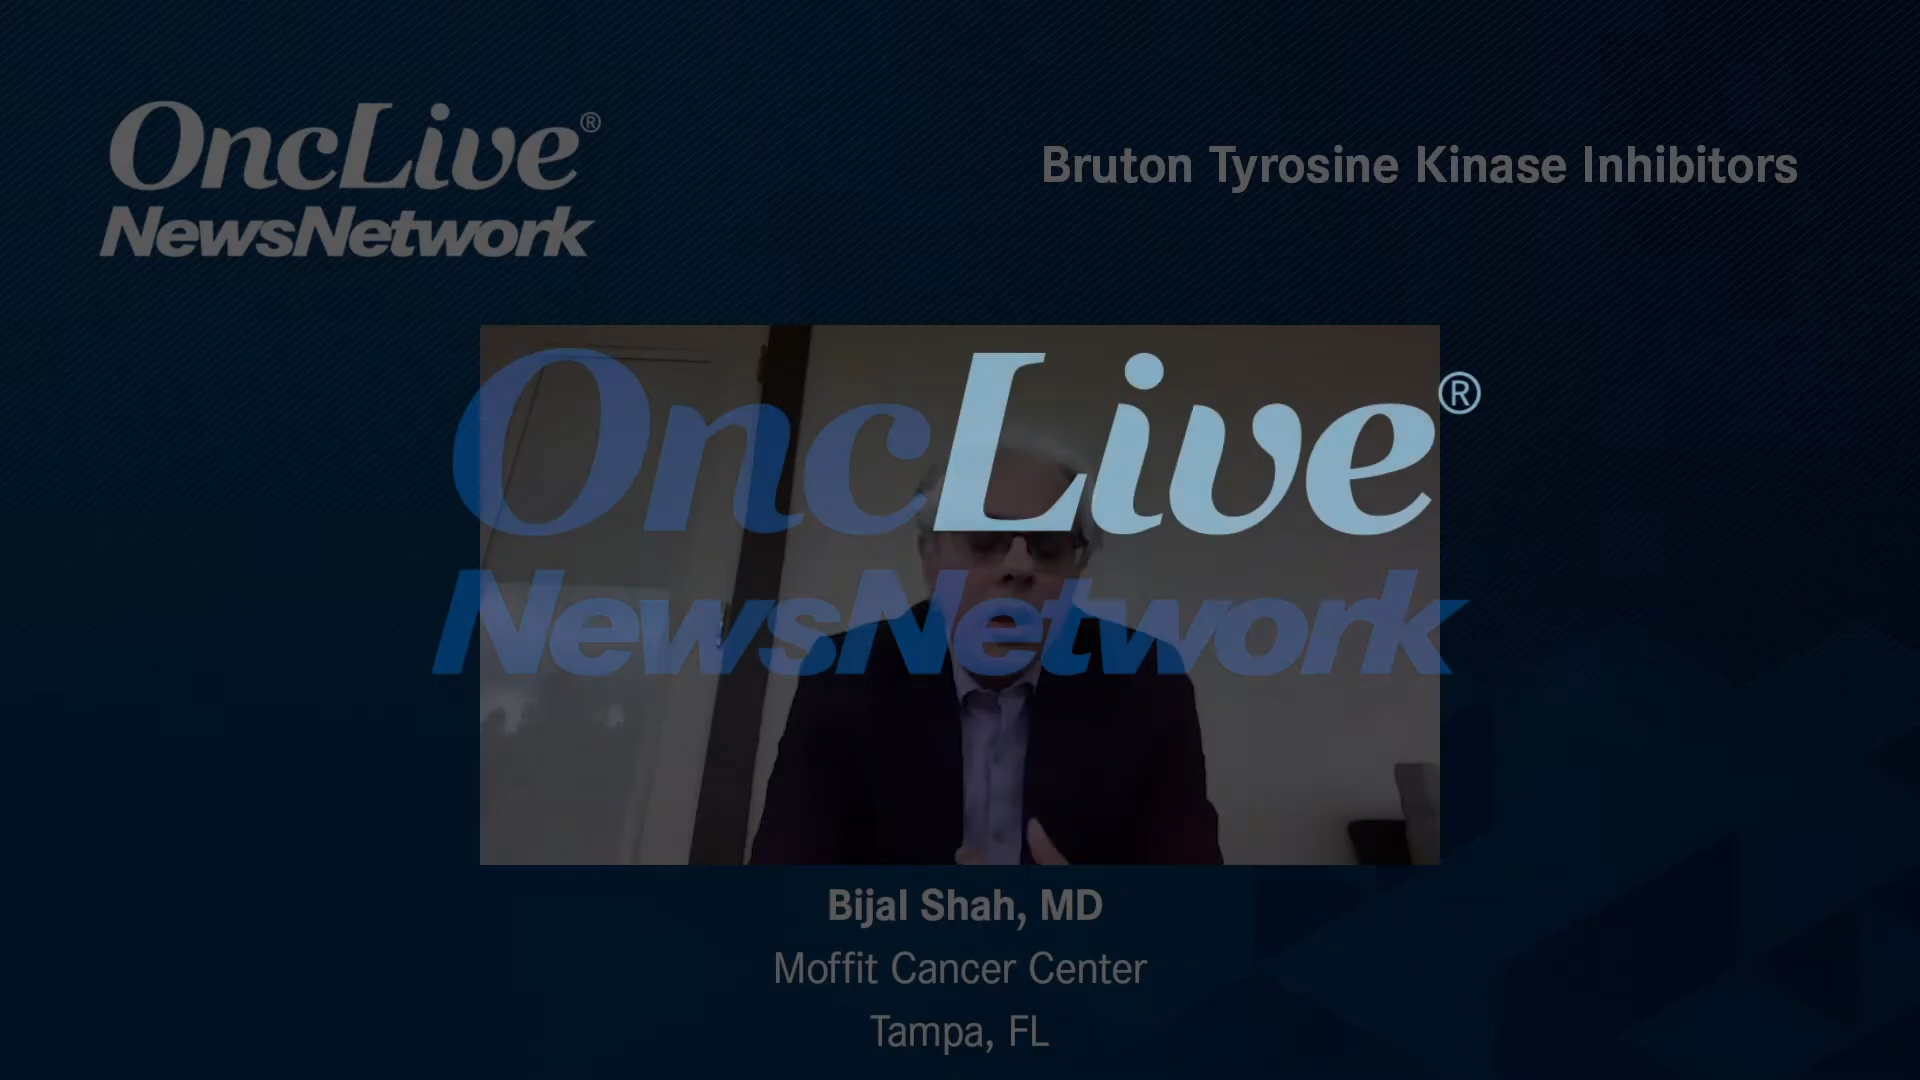 OncLive®
NewsNetwork
Bruton Tyrosine Kinase Inhibitors
OncLive®
NewsNetwork
Bijal Shah, MD
Moffit Cancer Center
Tampa, FL